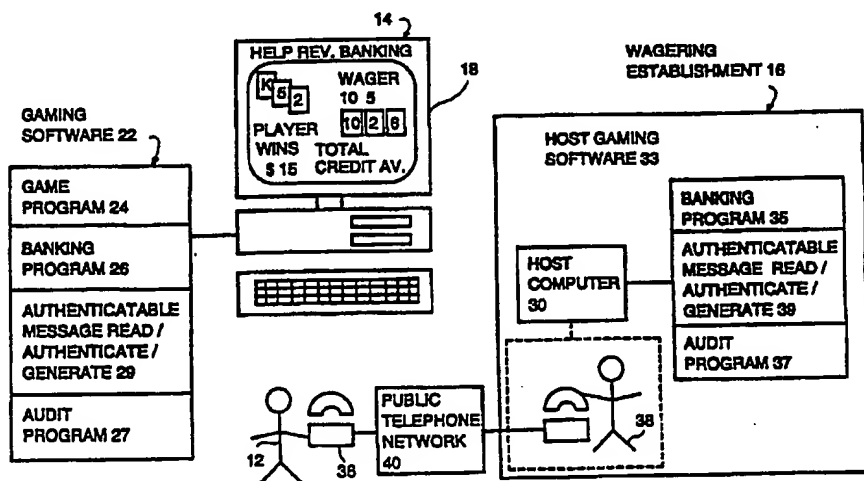 GAMING
SOFTWARE 22
GAME
PROGRAM 24
BANKING
PROGRAM 26
AUTHENTICATABLE
MESSAGE READ /
AUTHENTICATE /
GENERATE 29
AUDIT
PROGRAM 27
14
HELP REV. BANKING
K
5
2
WAGER
10 5
10 2 6
PLAYER
WINS
$ 15
TOTAL
CREDIT AV.
18
12
36
PUBLIC
TELEPHONE
NETWORK
40
WAGERING
ESTABLISHMENT 16
HOST GAMING
SOFTWARE 33
HOST
COMPUTER
30
BANKING
PROGRAM 35
AUTHENTICATABLE
MESSAGE READ /
AUTHENTICATE /
GENERATE 39
AUDIT
PROGRAM 37
38